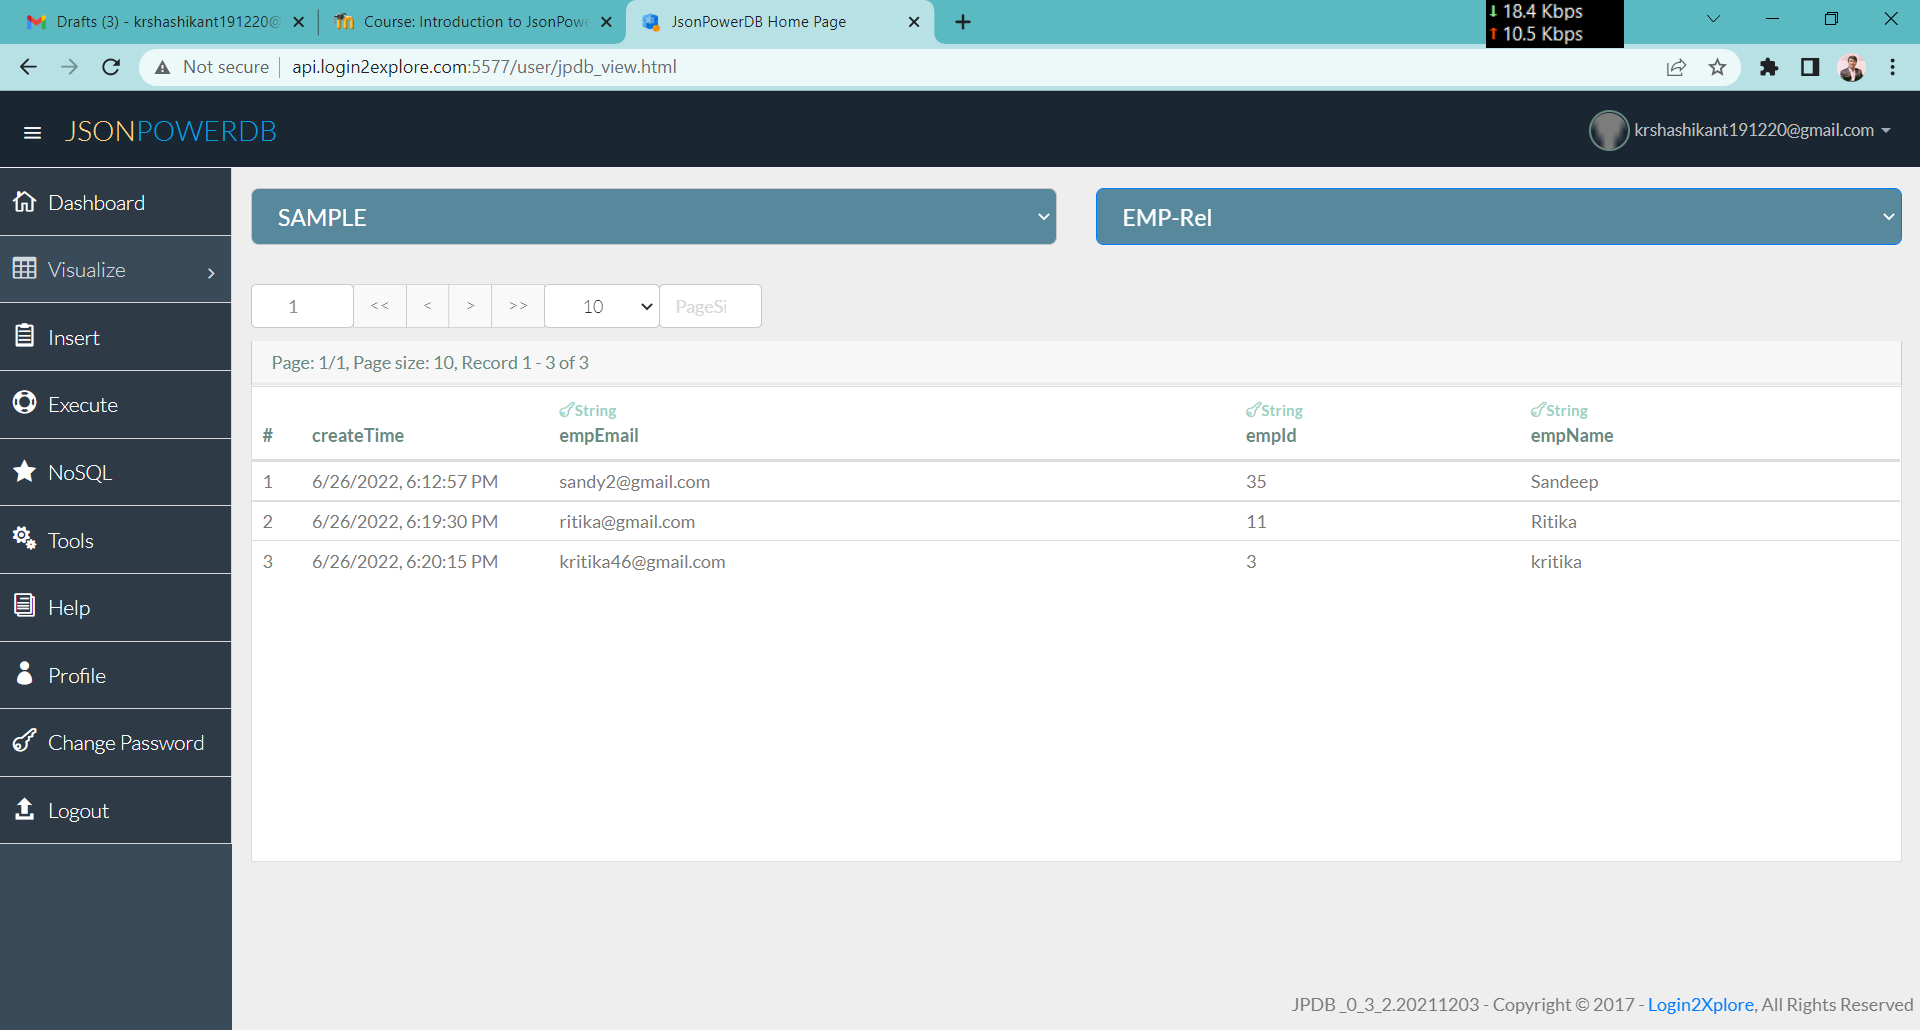 Drafts (3) - krshashikant191220@
Course: Introduction to JsonPowe
JsonPowerDB Home Page
18.4 Kbps
10.5 Kbps
Not secure
api.login2explore.com:5577/user/jpdb_view.html
JSONPOWERDB
krshashikant191220@gmail.com
Dashboard
Visualize
Insert
Execute
NoSQL
Tools
Help
Profile
Change Password
Logout
SAMPLE
EMP-Rel
1 << < > >> 10 PageSi
Page: 1/1, Page size: 10, Record 1 - 3 of 3
String String String
# createTime empEmail empId empName
1 6/26/2022, 6:12:57 PM sandy2@gmail.com 35 Sandeep
2 6/26/2022, 6:19:30 PM ritika@gmail.com 11 Ritika
3 6/26/2022, 6:20:15 PM kritika46@gmail.com 3 kritika
JPDB _0_3_2.20211203 - Copyright © 2017 - Login2Xplore, All Rights Reserved